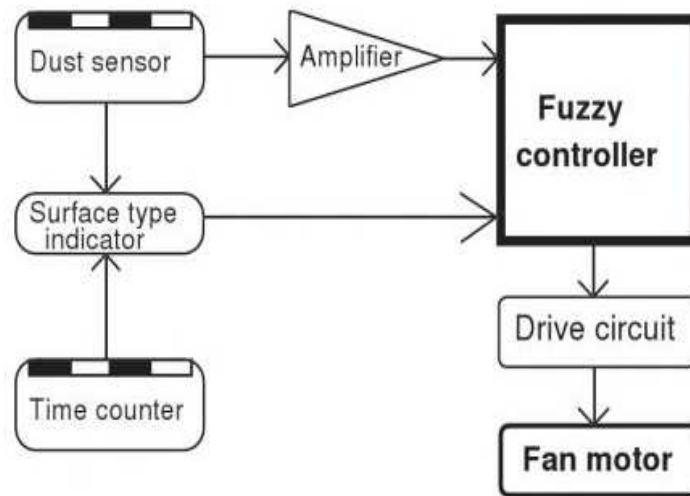 Dust sensor
Amplifier
Fuzzy
controller
Surface type
indicator
Drive circuit
Time counter
Fan motor